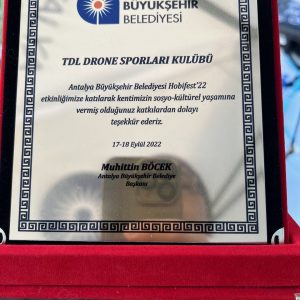 BÜYÜKŞEHİR
BELEDİYESİ
TDL DRONE SPORLARI KULÜBÜ
Antalya Büyükşehir Belediyesi Hobifest'22
etkinliğimize katılarak kentimizin sosyo-kültürel yaşamına
vermiş olduğunuz katkılardan dolayı
teşekkür ederiz.
17-18 Eylül 2022
Muhittin BÖCEK
Antalya Büyükşehir Belediye
Başkanı